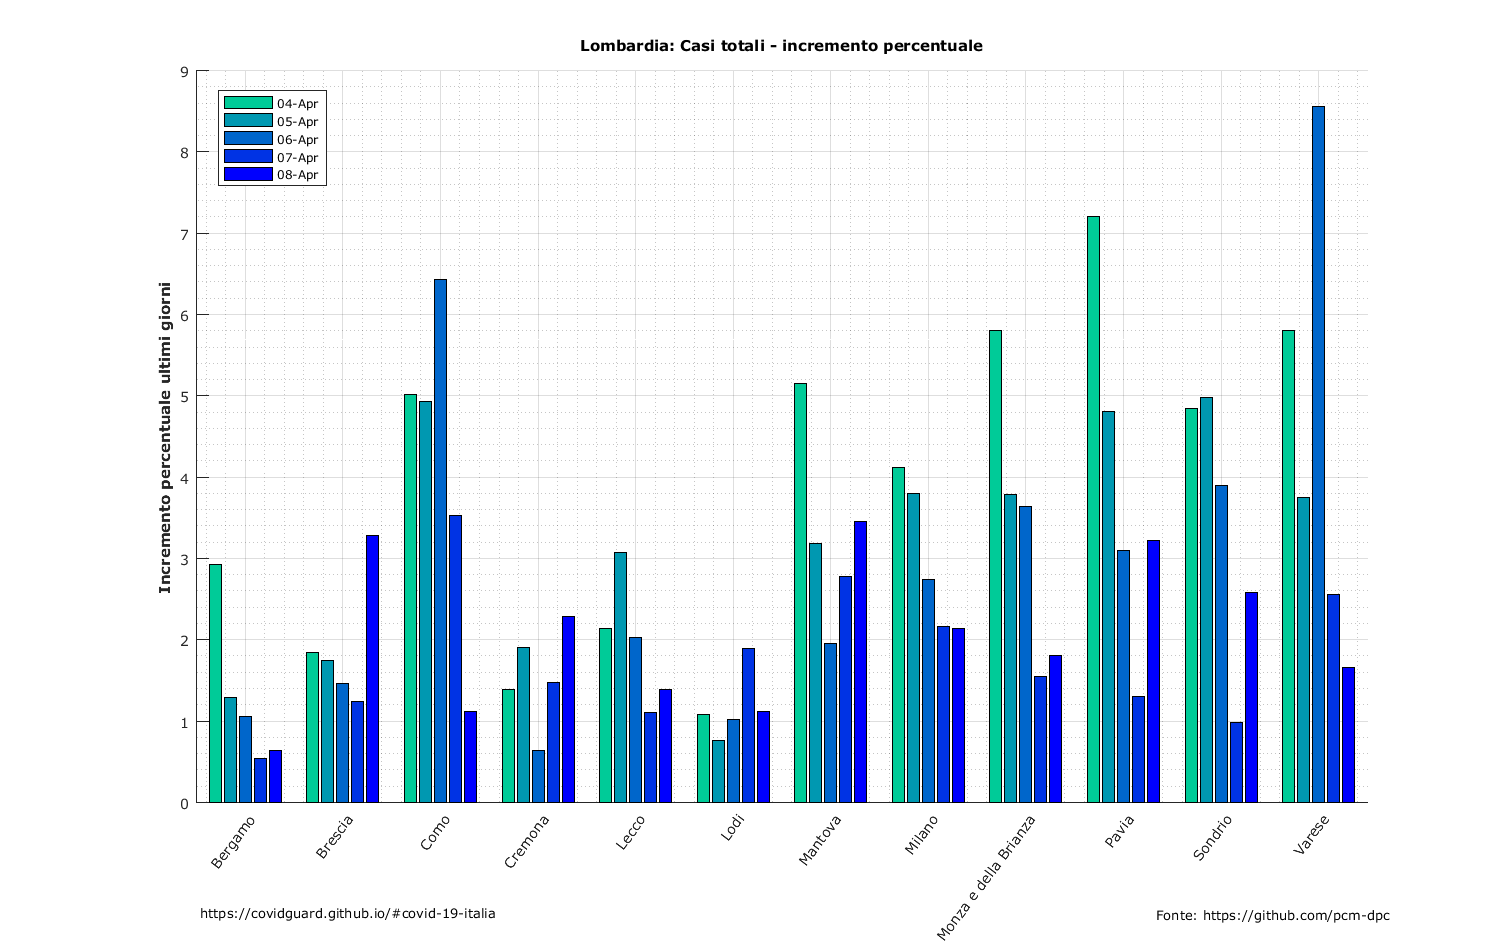 Lombardia: Casi totali - incremento percentuale
Incremento percentuale ultimi giorni
9
8
7
6
5
4
3
2
1
0
04-Apr
05-Apr
06-Apr
07-Apr
08-Apr
Bergamo
Brescia
Como
Cremona
Lecco
Lodi
Mantova
Milano
Monza e della Brianza
Pavia
Sondrio
Varese
https://covidguard.github.io/#covid-19-italia
Fonte: https://github.com/pcm-dpc